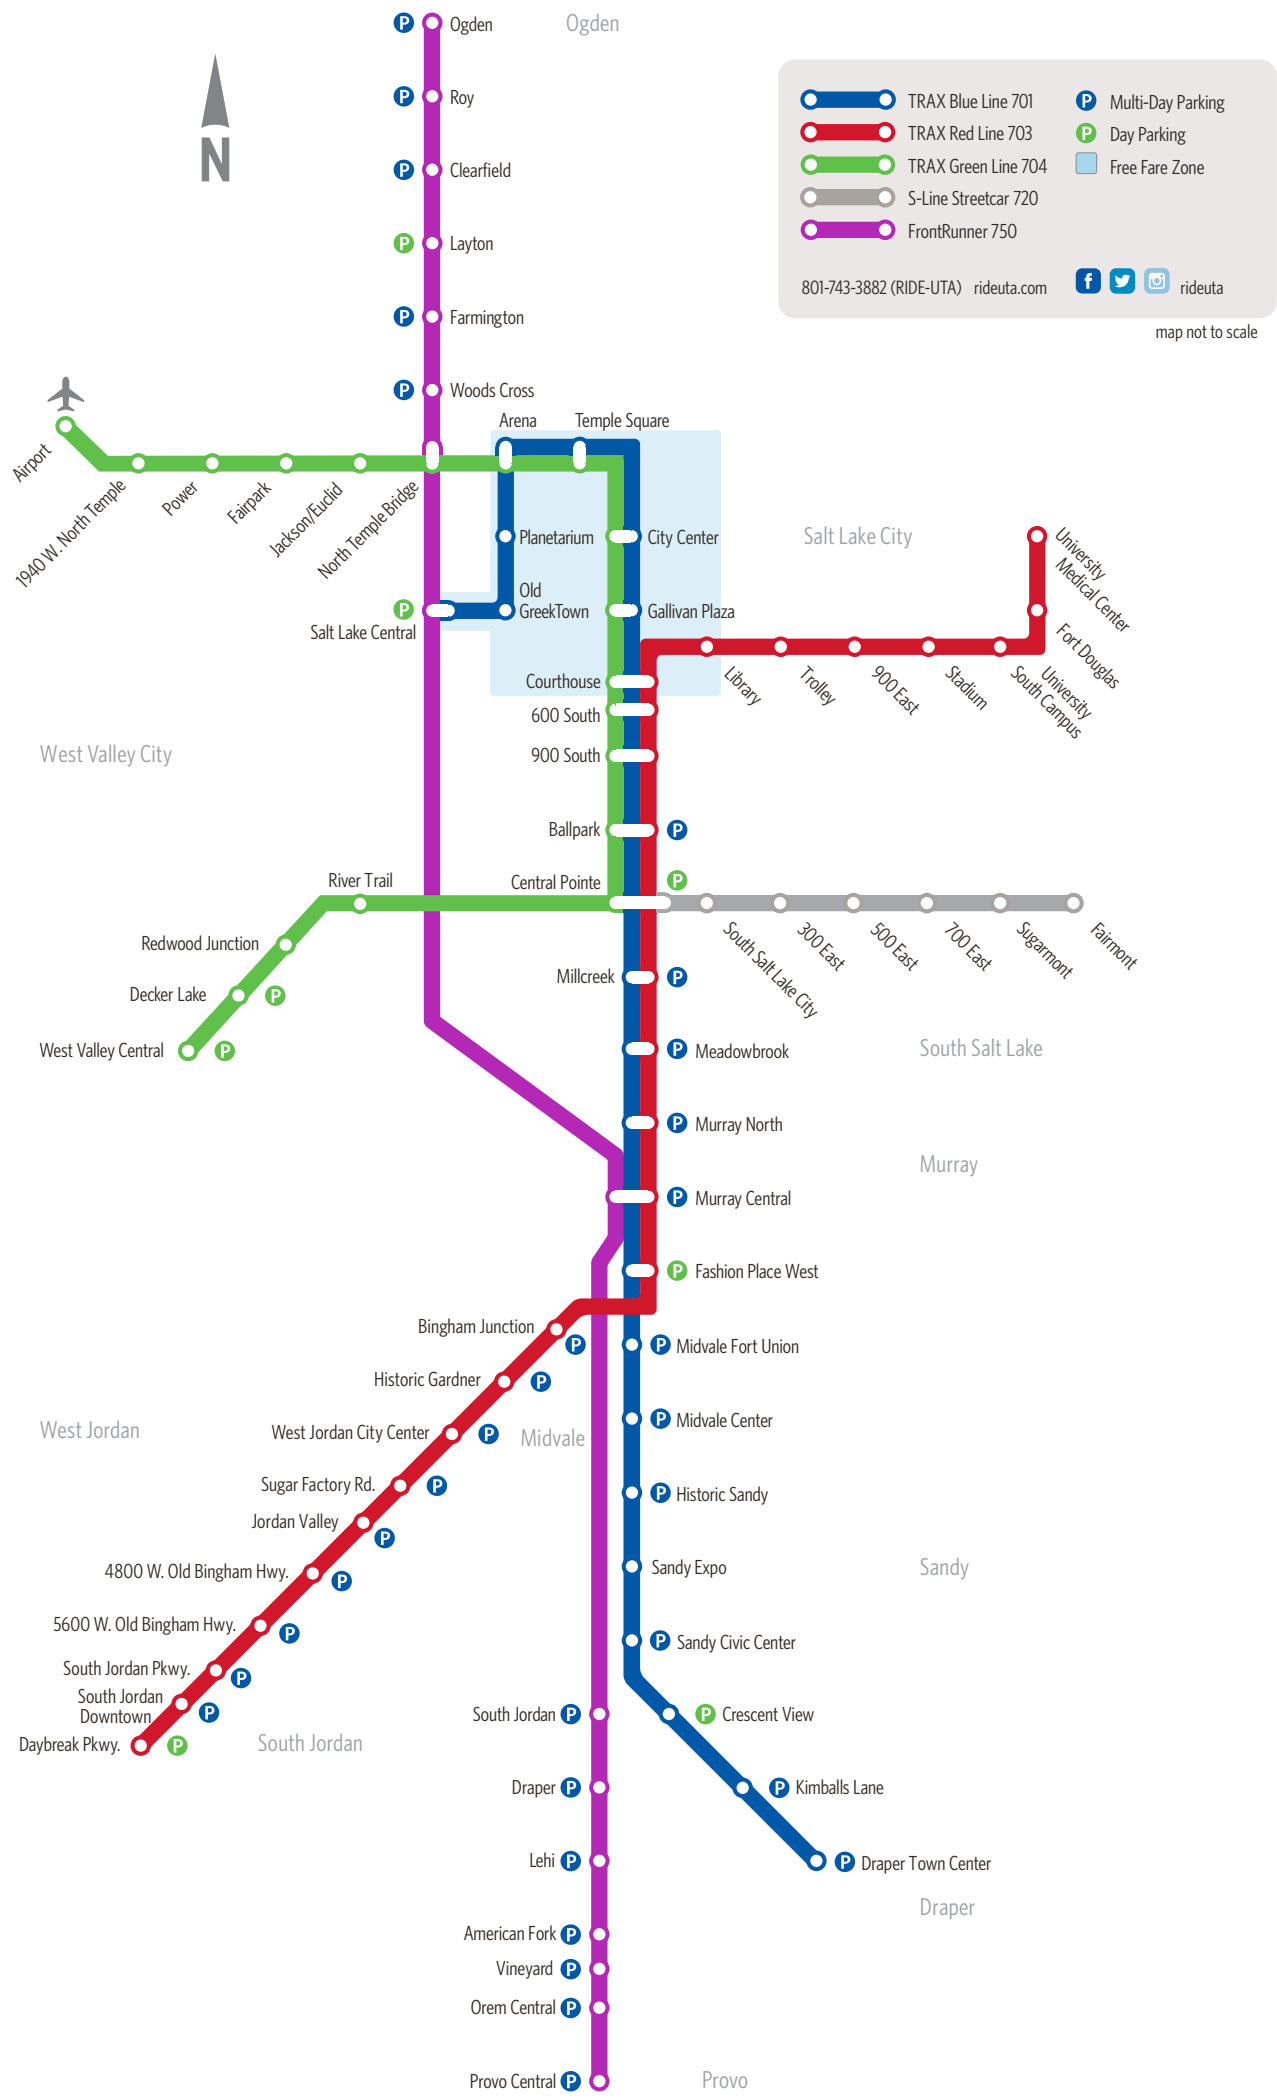 P Ogden
Ogden
P Roy
N
P Clearfield
P Layton
P Farmington
P Woods Cross
TRAX Blue Line 701
TRAX Red Line 703
TRAX Green Line 704
S-Line Streetcar 720
FrontRunner 750
P Multi-Day Parking
P Day Parking
Free Fare Zone
801-743-3882 (RIDE-UTA) rideuta.com
f rideuta
map not to scale
Arena
Temple Square
Airport
1940 W. North Temple
Power
Fairpark
Jackson/Euclid
North Temple Bridge
Planetarium
City Center
Salt Lake City
Old
GreekTown
P
Salt Lake Central
Gallivan Plaza
University
Medical Center
Fort Douglas
Courthouse
Library
Trolley
900 East
Stadium
University
South Campus
600 South
900 South
West Valley City
Ballpark P
River Trail
Central Pointe P
Redwood Junction
Decker Lake P
West Valley Central P
South Salt Lake City
300 East
500 East
700 East
Sugarmont
Fairmont
Millcreek P
P Meadowbrook
South Salt Lake
P Murray North
Murray
P Murray Central
P Fashion Place West
Bingham Junction P
P Midvale Fort Union
Historic Gardner P
P Midvale Center
West Jordan
West Jordan City Center P
Midvale
Sugar Factory Rd. P
P Historic Sandy
Jordan Valley P
4800 W. Old Bingham Hwy. P
Sandy Expo
Sandy
5600 W. Old Bingham Hwy. P
P Sandy Civic Center
South Jordan Pkwy. P
South Jordan
Downtown P
Daybreak Pkwy. P
South Jordan
South Jordan P
P Crescent View
Draper P
P Kimballs Lane
Lehi P
P Draper Town Center
Draper
American Fork P
Vineyard P
Orem Central P
Provo Central P
Provo